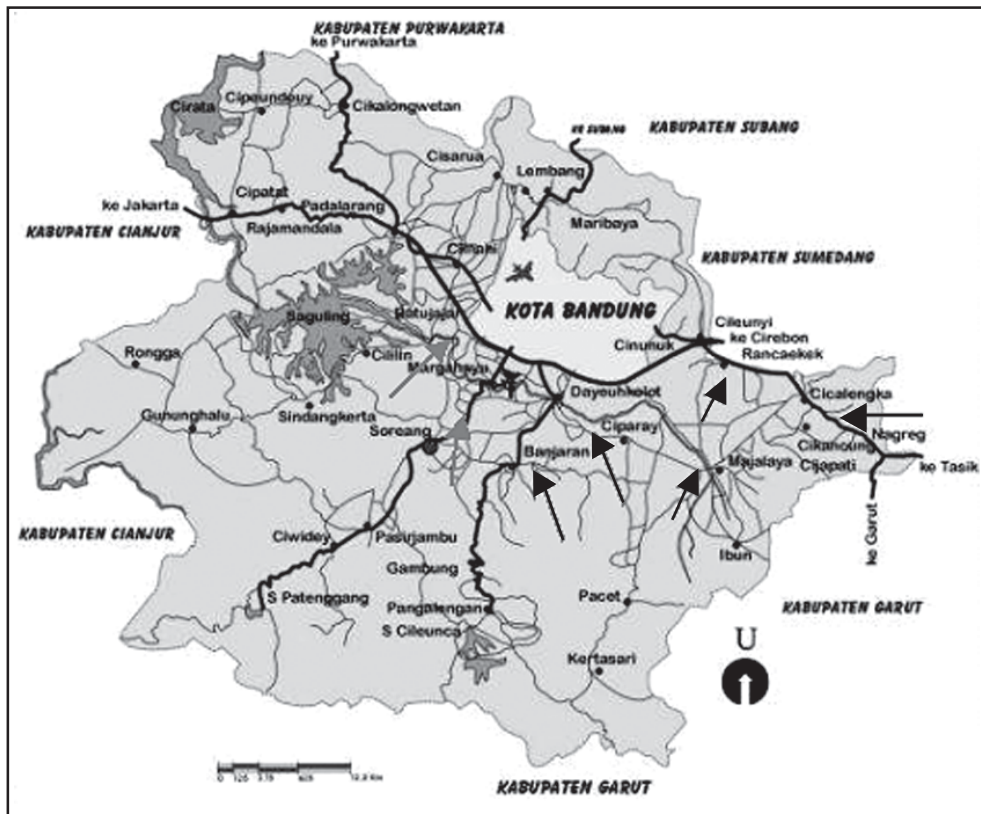 KABUPATEN PURWAKARTA
ke Purwakarta
Cirata
Cipeundeuy
Cikalongwetan
KE SUBANG
KABUPATEN SUBANG
Cisarua
Lembang
ke Jakarta
Cipatat
Padalarang
Rajamandala
Maribaya
KABUPATEN CIANJUR
Cimahi
KABUPATEN SUMEDANG
Saguling
Batujajar
KOTA BANDUNG
Cileunyi
ke Cirebon
Cinunuk
Rancaekek
Rongga
Cililin
Margahayu
Dayeuhkolot
Cicalengka
Gununghalu
Sindangkerta
Soreang
Ciparay
Nagreg
Cikancung
Banjaran
Majalaya
Cijapati
ke Tasik
KABUPATEN CIANJUR
Ciwidey
Pasirjambu
ke Garut
Ibun
Gambung
S Patenggang
Pangalengan
Pacet
KABUPATEN GARUT
S Cileunca
U
Kertasari
0
KABUPATEN GARUT